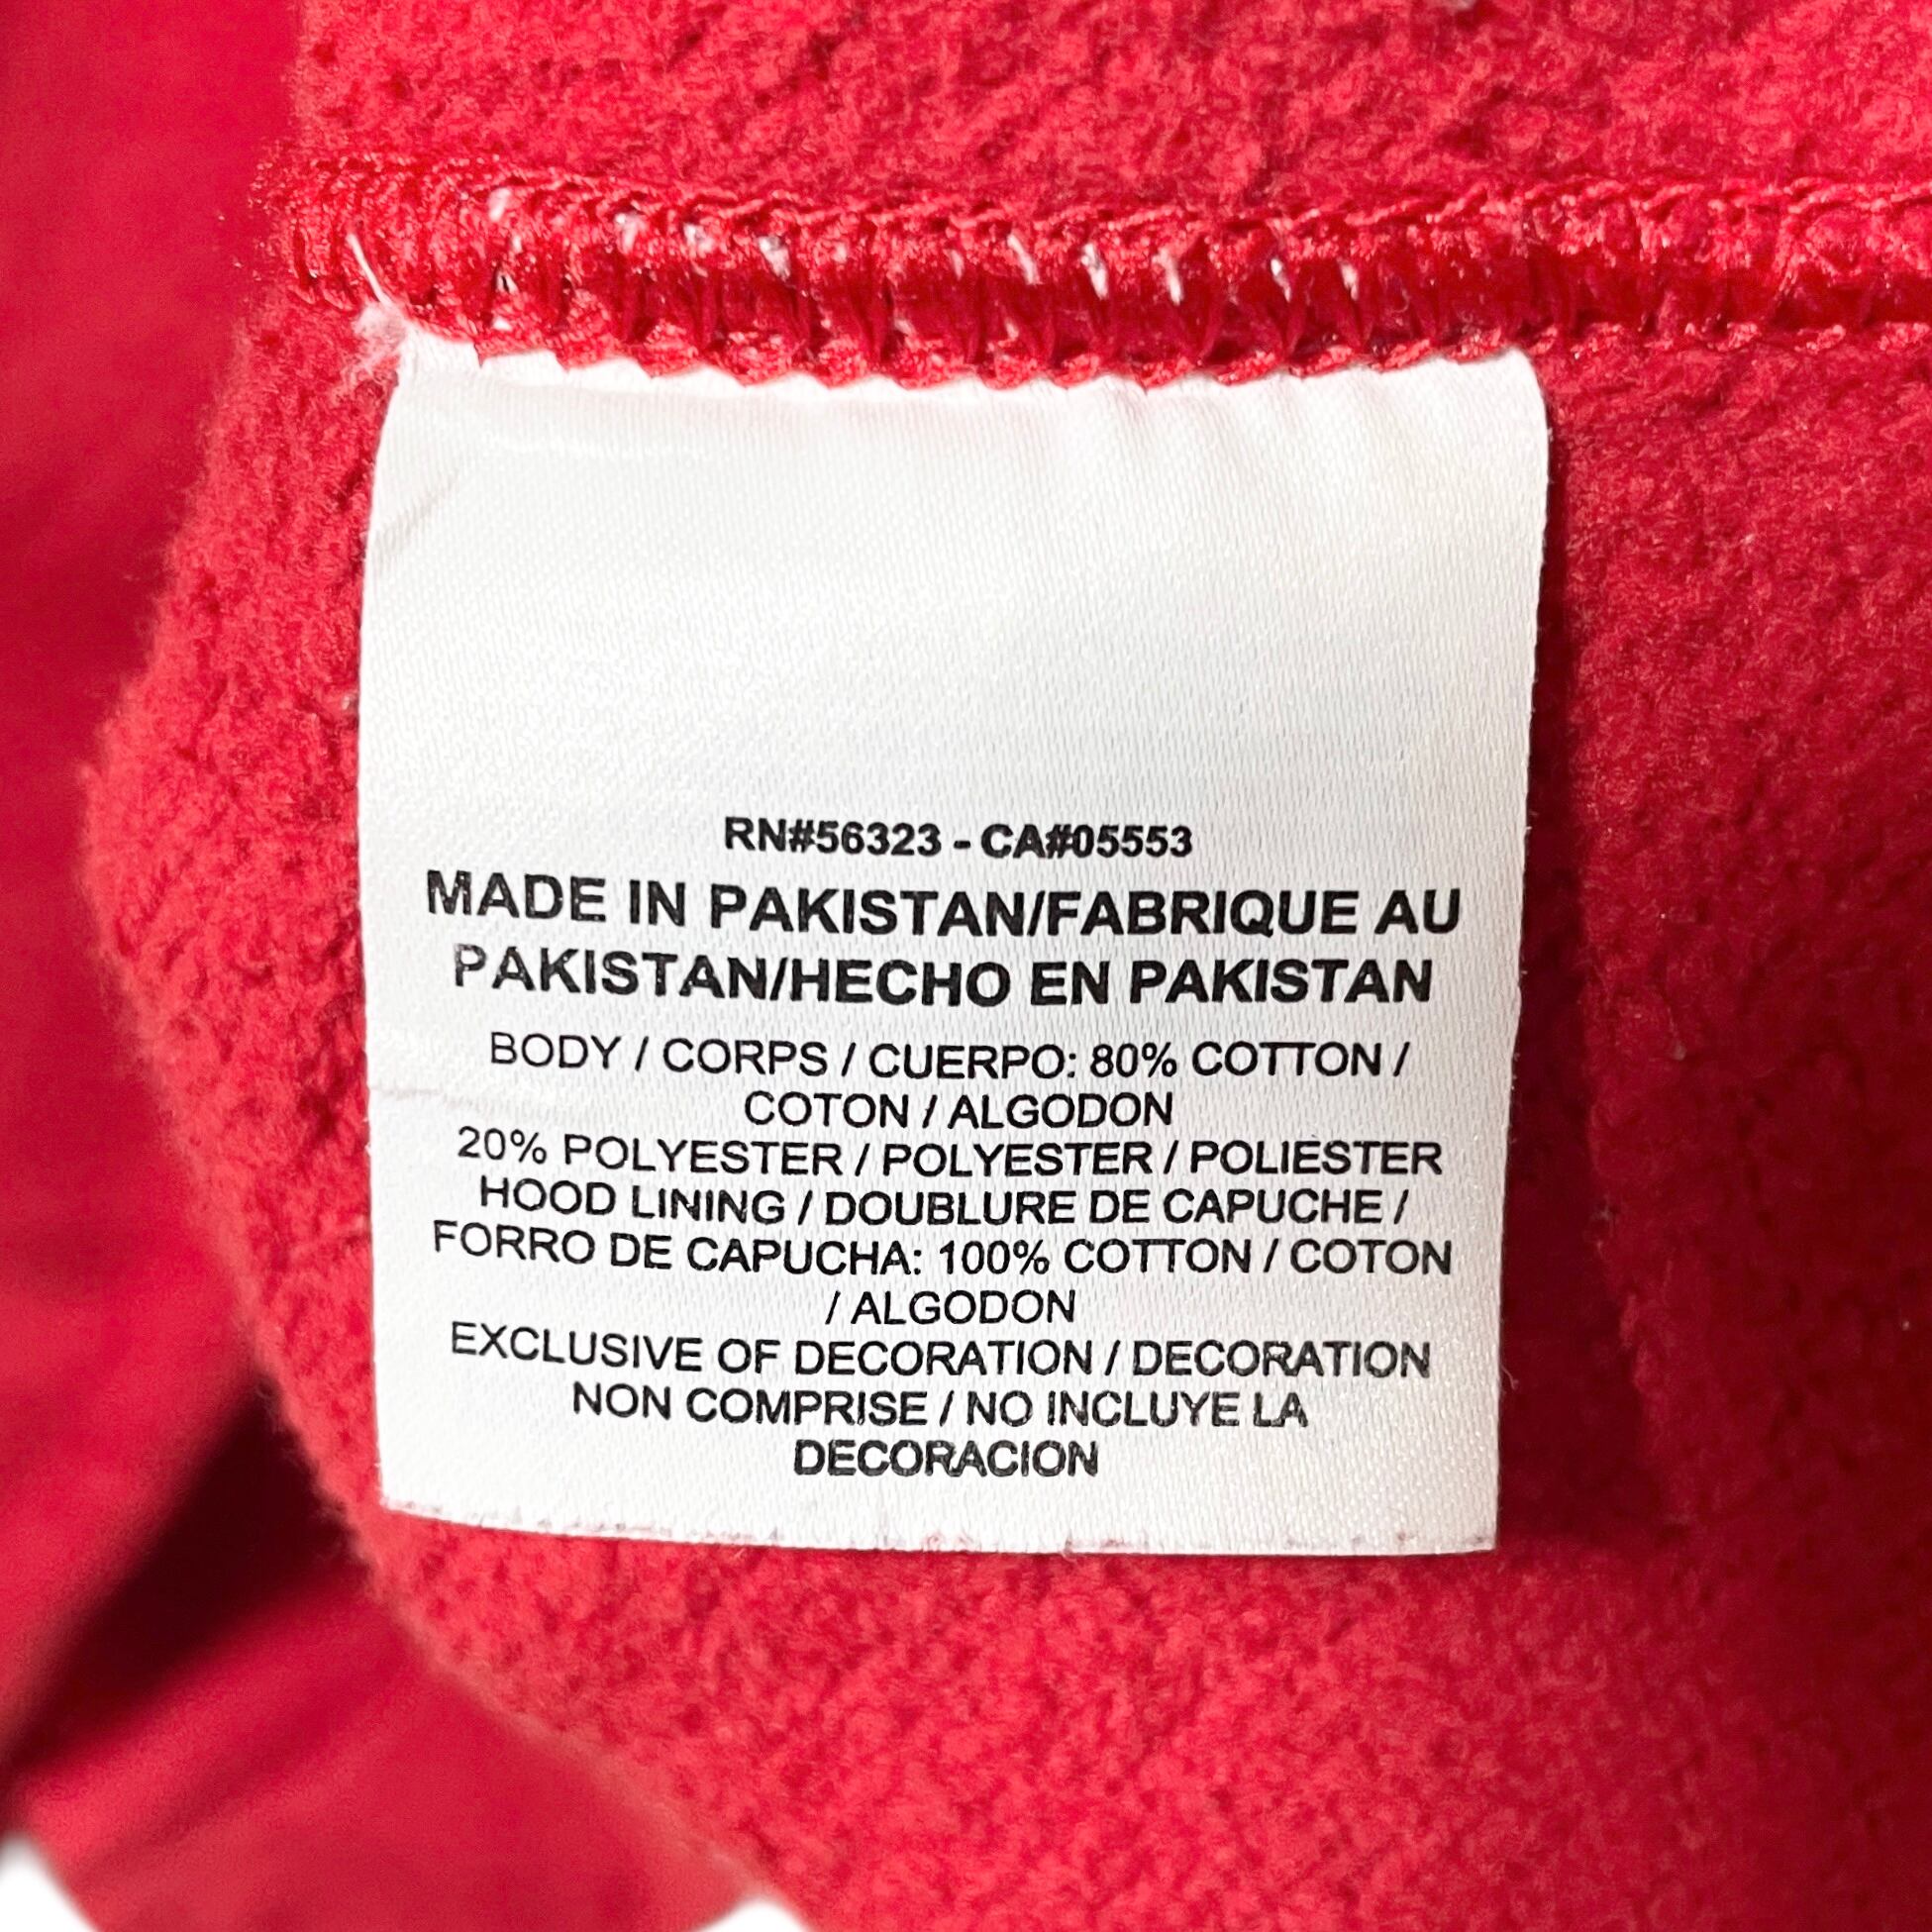 RN#56323 - CA#05553
MADE IN PAKISTAN/FABRIQUE AU
PAKISTAN/HECHO EN PAKISTAN
BODY / CORPS / CUERPO: 80% COTTON /
COTON / ALGODON
20% POLYESTER / POLYESTER / POLIESTER
HOOD LINING / DOUBLURE DE CAPUCHE /
FORRO DE CAPUCHA: 100% COTTON / COTON
/ ALGODON
EXCLUSIVE OF DECORATION / DECORATION
NON COMPRISE / NO INCLUYE LA
DECORACION